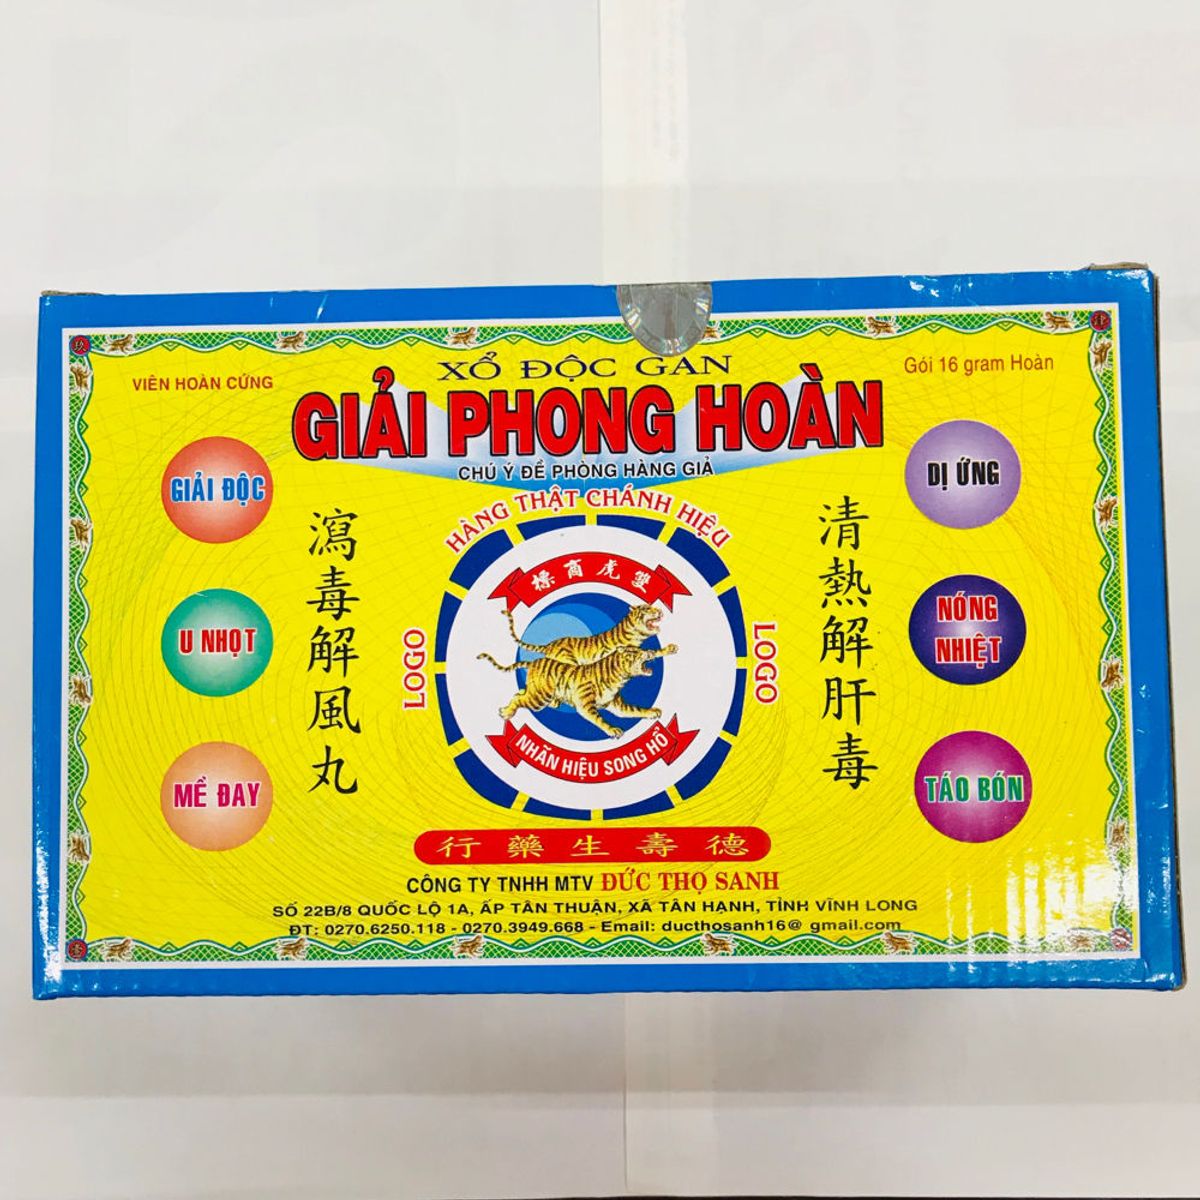 XỔ ĐỘC GAN
VIÊN HOÀN CỨNG
Gói 16 gram Hoàn
GIẢI PHONG HOÀN
CHÚ Ý ĐỀ PHÒNG HÀNG GIẢ
HÀNG THẬT CHÁNH HIỆU
GIẢI ĐỘC
U NHỌT
MỀ ĐAY
瀉毒解風丸
LOGO
標商虎雙
NHÃN HIỆU SONG HỔ
LOGO
清熱解肝毒
DỊ ỨNG
NÓNG
NHIỆT
TÁO BÓN
行藥生壽德
CÔNG TY TNHH MTV ĐỨC THỌ SANH
SỐ 22B/8 QUỐC LỘ 1A, ẤP TÂN THUẬN, XÃ TÂN HẠNH, TỈNH VĨNH LONG
ĐT: 0270.6250.118 - 0270.3949.668 - Email: ducthosanh16@ gmail.com